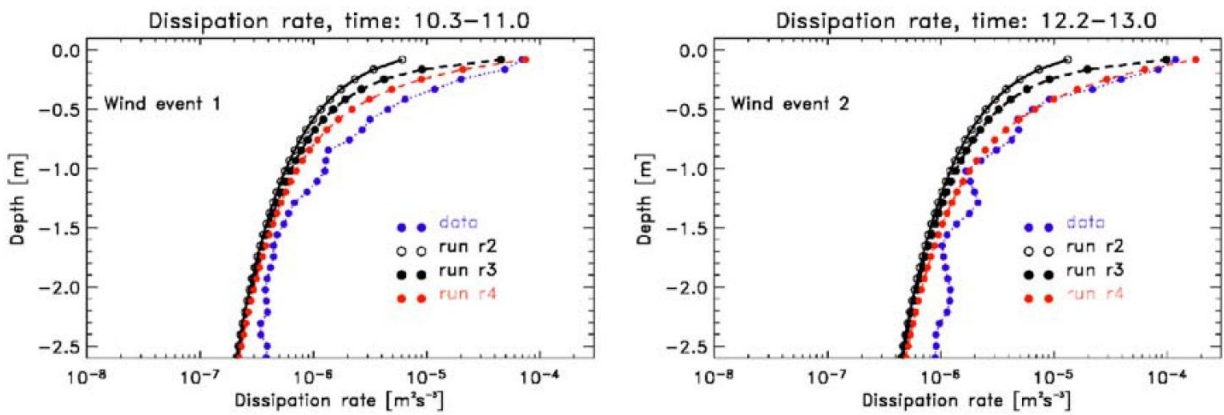 Dissipation rate, time: 10.3–11.0
0.0
-0.5
-1.0
-1.5
-2.0
-2.5
Depth [m]
Wind event 1
data
run r2
run r3
run r4
10⁻⁸ 10⁻⁷ 10⁻⁶ 10⁻⁵ 10⁻⁴
Dissipation rate [m²s⁻³]
Dissipation rate, time: 12.2–13.0
0.0
-0.5
-1.0
-1.5
-2.0
-2.5
Depth [m]
Wind event 2
data
run r2
run r3
run r4
10⁻⁸ 10⁻⁷ 10⁻⁶ 10⁻⁵ 10⁻⁴
Dissipation rate [m²s⁻³]